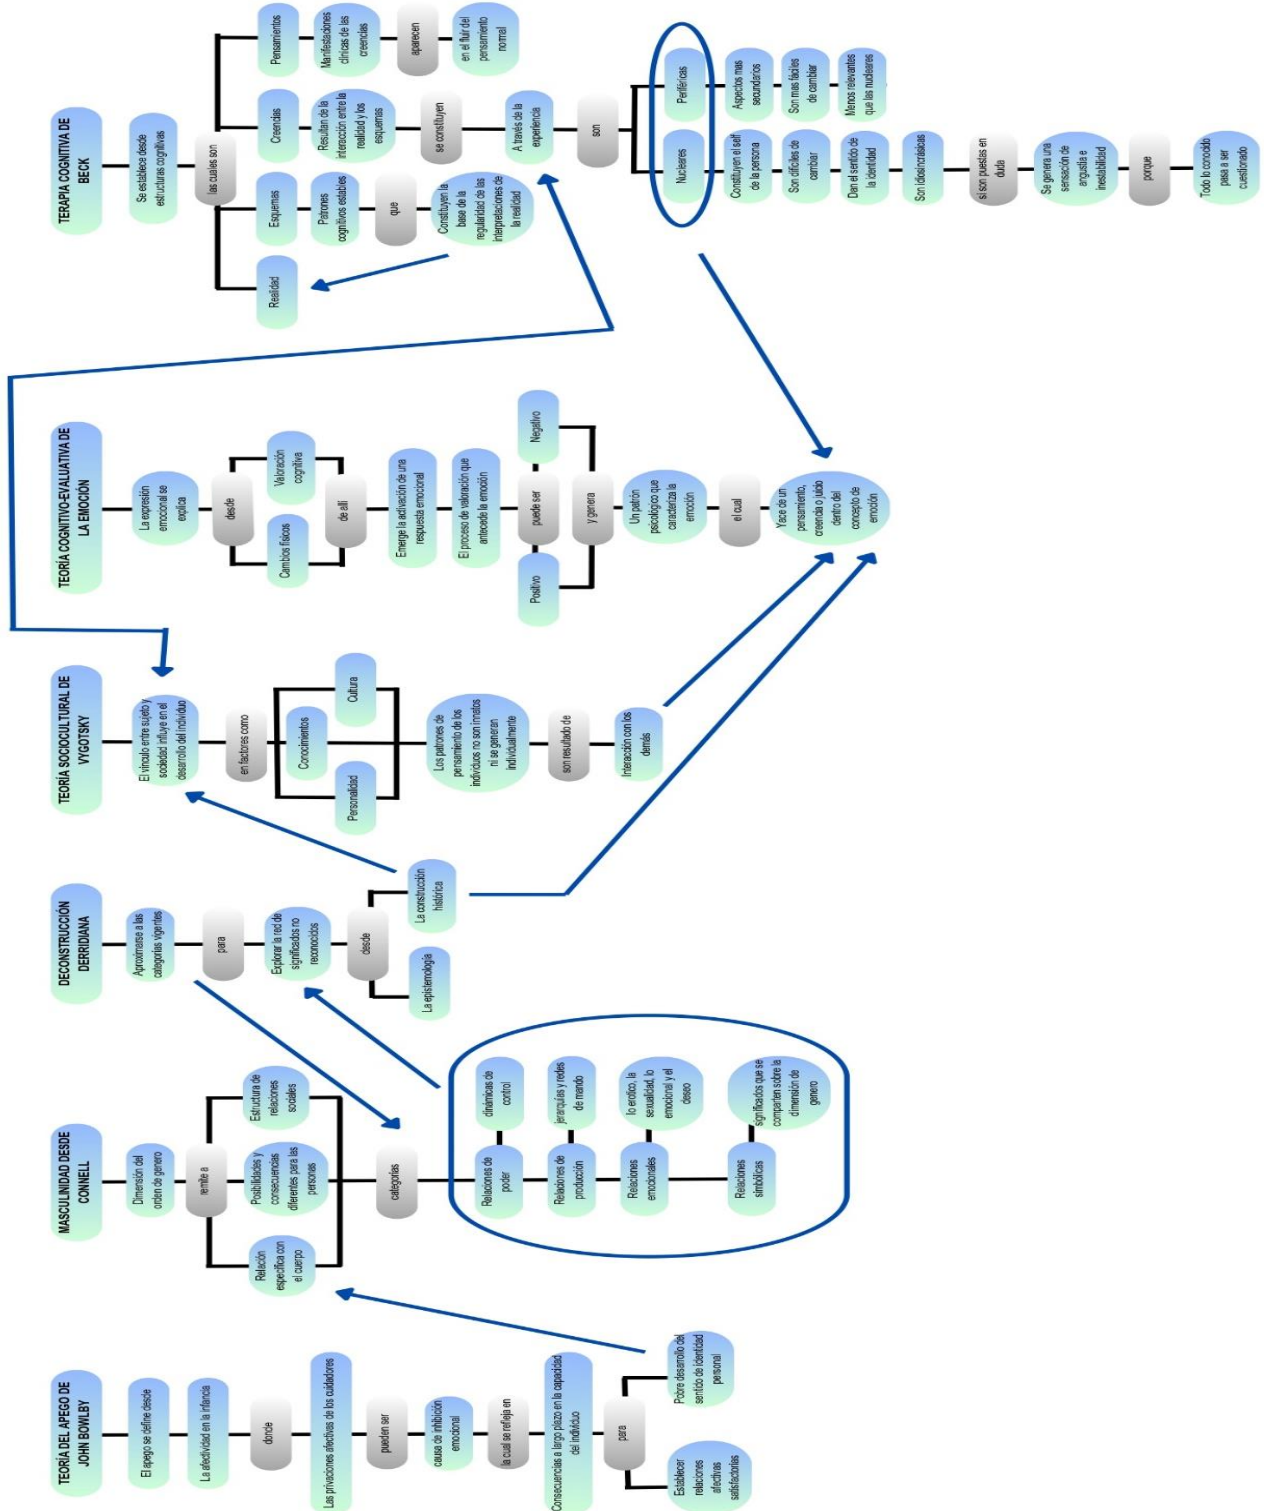 TEORÍA DEL APEGO DE
JOHN BOWLBY
El apego se define desde
La afectividad en la infancia
donde
Las privaciones afectivas de los cuidadores
pueden ser
causa de inhibición
emocional
la cual se refleja en
Consecuencias a largo plazo en la capacidad
del individuo
para
Establecer
relaciones
afectivas
satisfactorias
Pobre desarrollo del
sentido de identidad
personal
MASCULINIDAD DESDE
CONNELL
Dimensión del
orden de genero
remite a
Relación
especifica con
el cuerpo
Posibilidades y
consecuencias
diferentes para las
personas
Estructura de
relaciones
sociales
categorías
Relaciones de
poder
dinámicas de
control
Relaciones de
producción
jerarquías y redes
de mando
Relaciones
emocionales
lo erótico, la
sexualidad, lo
emocional y el
deseo
Relaciones
simbólicas
significados que se
comparten sobre la
dimensión de
genero
DECONSTRUCCIÓN
DERRIDIANA
Aproximarse a las
categorías vigentes
para
Explorar la red de
significados no
reconocidos
desde
La epistemología
La construcción
histórica
TEORÍA SOCIOCULTURAL DE
VYGOTSKY
El vínculo entre sujeto y
sociedad influye en el
desarrollo del individuo
en factores como
Personalidad
Conocimientos
Cultura
Los patrones de
pensamiento de los
individuos no son innatos
ni se generan
individualmente
son resultado de
Interacción con los
demás
TEORÍA COGNITIVO-EVALUATIVA DE
LA EMOCIÓN
La expresión
emocional se
explica
desde
Cambios físicos
Valoración
cognitiva
de allí
Emerge la activación de una
respuesta emocional
El proceso de valoración que
antecede la emoción
puede ser
Positivo
Negativo
y genera
Un patrón
psicológico que
caracteriza la
emoción
el cual
Yace de un
pensamiento,
creencia o juicio
dentro del
concepto de
emoción
TERAPIA COGNITIVA DE
BECK
Se establece desde
estructuras cognitivas
las cuales son
Realidad
Esquemas
Patrones
cognitivos estables
que
Constituyen la
base de la
regularidad de las
interpretaciones de
la realidad
Creencias
Resultan de la
interacción entre la
realidad y los
esquemas
se constituyen
A través de la
experiencia
son
Pensamientos
Manifestaciones
clínicas de las
creencias
aparecen
en el fluir del
pensamiento
normal
Nucleares
Constituyen el self
de la persona
Son difíciles de
cambiar
Dan el sentido de
la identidad
Son idiosincrásicas
si son puestas en
duda
Se genera una
sensación de
angustia e
inestabilidad
porque
Todo lo conocido
pasa a ser
cuestionado
Periféricas
Aspectos mas
secundarios
Son mas fáciles
de cambiar
Menos relevantes
que las nucleares